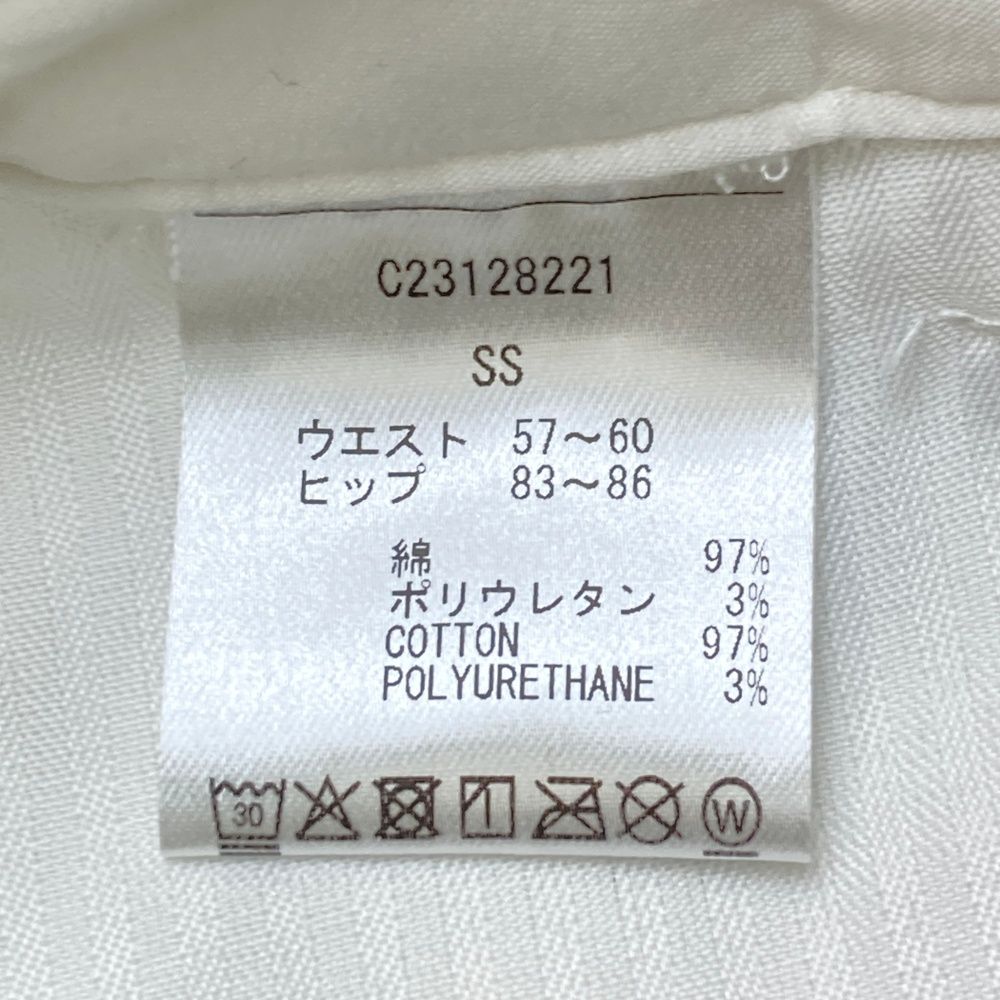 C23128221
SS
ウエスト 57～60
ヒップ 83～86
綿 97%
ポリウレタン 3%
COTTON 97%
POLYURETHANE 3%
30 W